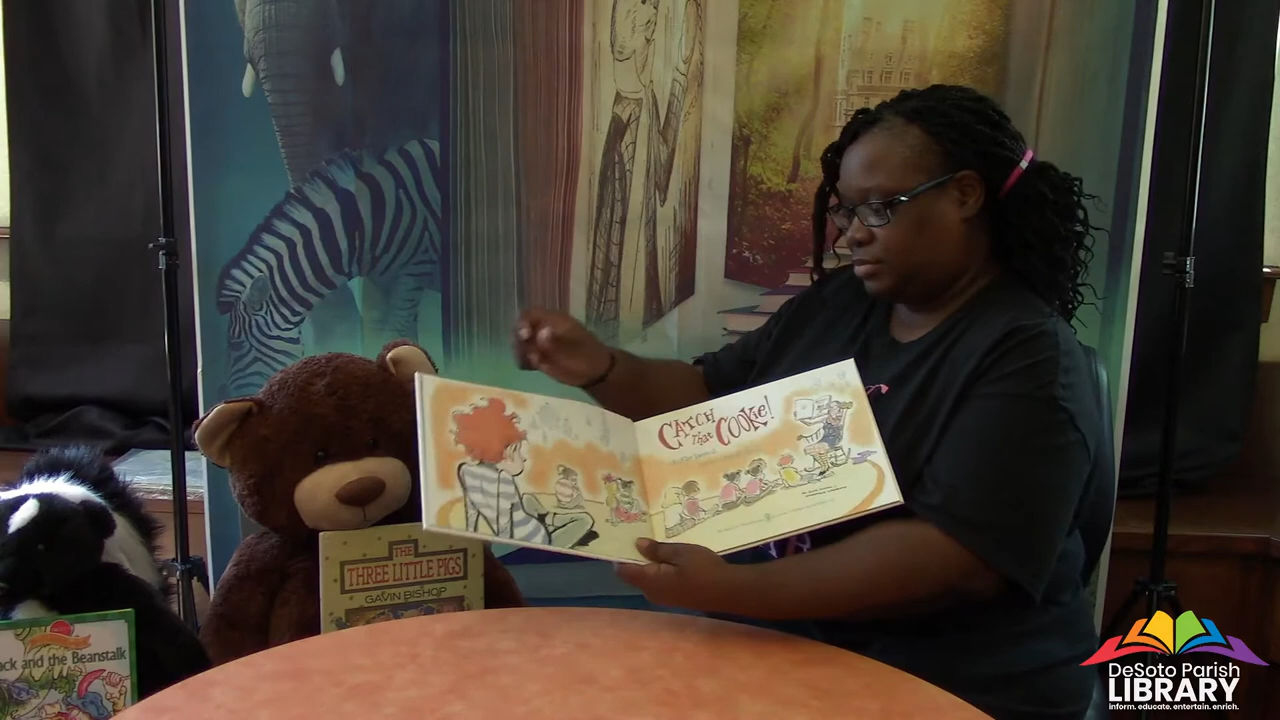 CATCH
that
COOKIE!
THE
THREE LITTLE PIGS
GAVIN BISHOP
ack and the Beanstalk
DeSoto Parish
LIBRARY
inform. educate. entertain. enrich.